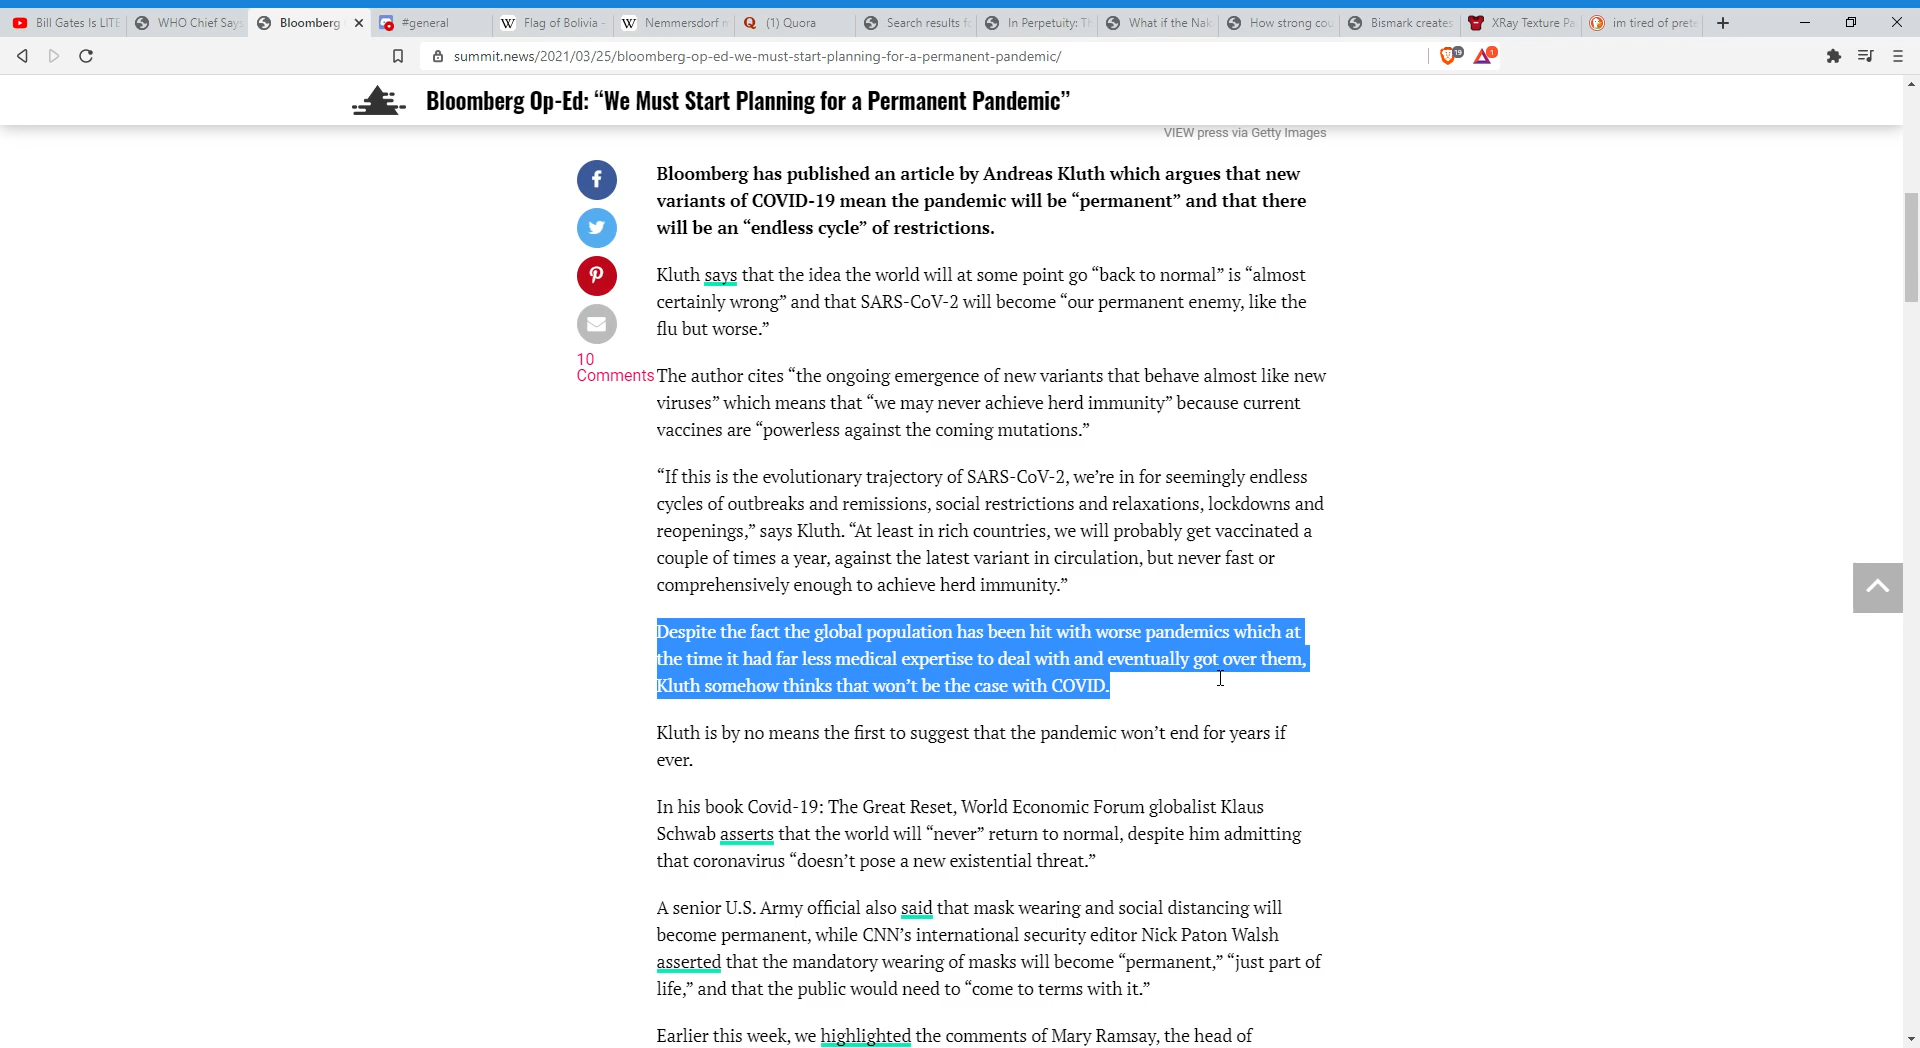 Bill Gates Is LITE
WHO Chief Says
Bloomberg
#general
Flag of Bolivia -
Nemmersdorf m
(1) Quora
Search results fo
In Perpetuity: Th
What if the Nak
How strong cou
Bismark creates
XRay Texture Pa
im tired of prete
summit.news/2021/03/25/bloomberg-op-ed-we-must-start-planning-for-a-permanent-pandemic/
19
1
Bloomberg Op-Ed: “We Must Start Planning for a Permanent Pandemic”
VIEW press via Getty Images
Bloomberg has published an article by Andreas Kluth which argues that new
variants of COVID-19 mean the pandemic will be “permanent” and that there
will be an “endless cycle” of restrictions.
Kluth says that the idea the world will at some point go “back to normal” is “almost
certainly wrong” and that SARS-CoV-2 will become “our permanent enemy, like the
flu but worse.”
10
Comments
The author cites “the ongoing emergence of new variants that behave almost like new
viruses” which means that “we may never achieve herd immunity” because current
vaccines are “powerless against the coming mutations.”
“If this is the evolutionary trajectory of SARS-CoV-2, we’re in for seemingly endless
cycles of outbreaks and remissions, social restrictions and relaxations, lockdowns and
reopenings,” says Kluth. “At least in rich countries, we will probably get vaccinated a
couple of times a year, against the latest variant in circulation, but never fast or
comprehensively enough to achieve herd immunity.”
Despite the fact the global population has been hit with worse pandemics which at
the time it had far less medical expertise to deal with and eventually got over them,
Kluth somehow thinks that won’t be the case with COVID.
Kluth is by no means the first to suggest that the pandemic won’t end for years if
ever.
In his book Covid-19: The Great Reset, World Economic Forum globalist Klaus
Schwab asserts that the world will “never” return to normal, despite him admitting
that coronavirus “doesn’t pose a new existential threat.”
A senior U.S. Army official also said that mask wearing and social distancing will
become permanent, while CNN’s international security editor Nick Paton Walsh
asserted that the mandatory wearing of masks will become “permanent,” “just part of
life,” and that the public would need to “come to terms with it.”
Earlier this week, we highlighted the comments of Mary Ramsay, the head of